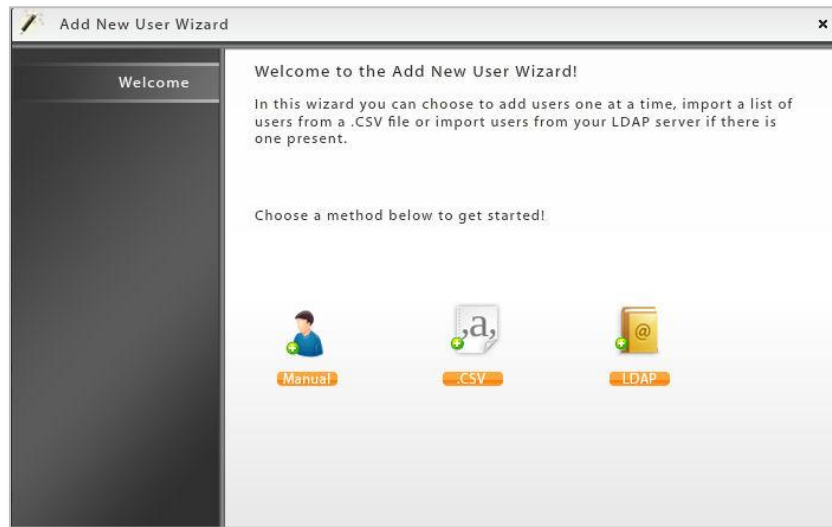 Add New User Wizard
Welcome
Welcome to the Add New User Wizard!
In this wizard you can choose to add users one at a time, import a list of
users from a .CSV file or import users from your LDAP server if there is
one present.
Choose a method below to get started!
,a,
@
Manual
.CSV
LDAP